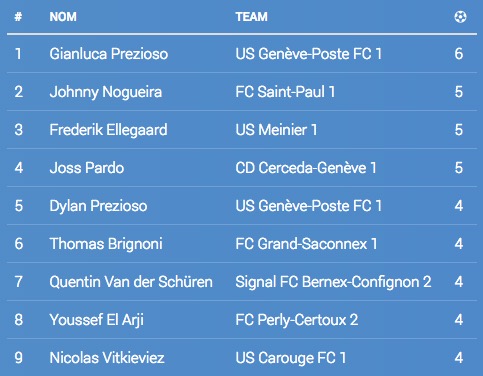 # NOM TEAM
1 Gianluca Prezioso US Genève-Poste FC 1 6
2 Johnny Nogueira FC Saint-Paul 1 5
3 Frederik Ellegaard US Meinier 1 5
4 Joss Pardo CD Cerceda-Genève 1 5
5 Dylan Prezioso US Genève-Poste FC 1 4
6 Thomas Brignoni FC Grand-Saconnex 1 4
7 Quentin Van der Schüren Signal FC Bernex-Confignon 2 4
8 Youssef El Arji FC Perly-Certoux 2 4
9 Nicolas Vitkieviez US Carouge FC 1 4